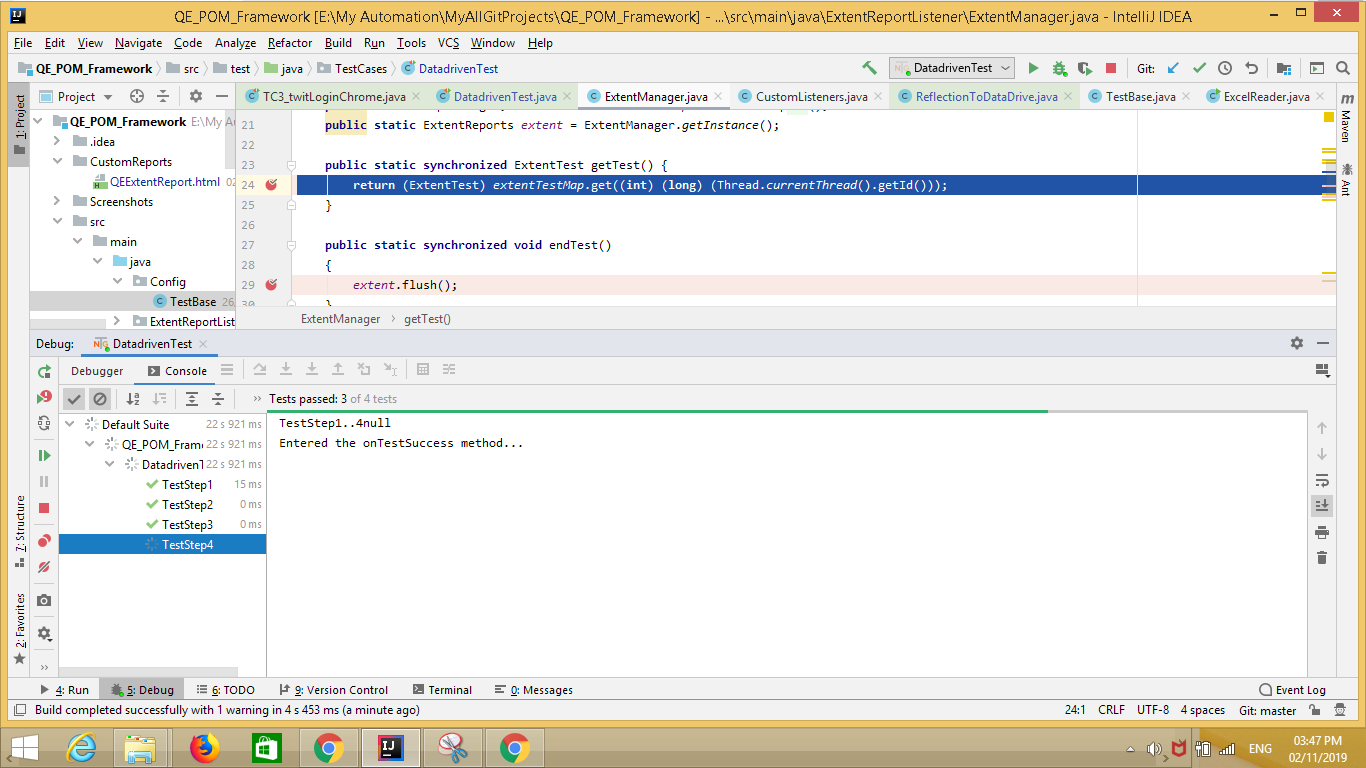 QE_POM_Framework [E:\My Automation\MyAllGitProjects\QE_POM_Framework] - ...\src\main\java\ExtentReportListener\ExtentManager.java - IntelliJ IDEA
File Edit View Navigate Code Analyze Refactor Build Run Tools VCS Window Help
QE_POM_Framework src test java TestCases DatadrivenTest DatadrivenTest Git:
1: Project
Project
TC3_twitLoginChrome.java DatadrivenTest.java ExtentManager.java CustomListeners.java ReflectionToDataDrive.java TestBase.java ExcelReader.java
Maven
Ant
QE_POM_Framework E:\My A
.idea
CustomReports
QEExtentReport.html 02
Screenshots
src
main
java
Config
TestBase 26
ExtentReportList
21 public static ExtentReports extent = ExtentManager.getInstance();
22
23 public static synchronized ExtentTest getTest() {
24 return (ExtentTest) extentTestMap.get((int) (long) (Thread.currentThread().getId()));
25 }
26
27 public static synchronized void endTest()
28 {
29 extent.flush();
30 }
ExtentManager getTest()
Debug: DatadrivenTest
Debugger Console
Tests passed: 3 of 4 tests
Default Suite 22 s 921 ms
QE_POM_Fram 22 s 921 ms
DatadrivenT 22 s 921 ms
TestStep1 15 ms
TestStep2 0 ms
TestStep3 0 ms
TestStep4
TestStep1..4null
Entered the onTestSuccess method...
7: Structure
2: Favorites
4: Run 5: Debug 6: TODO 9: Version Control Terminal 0: Messages Event Log
Build completed successfully with 1 warning in 4 s 453 ms (a minute ago) 24:1 CRLF UTF-8 4 spaces Git: master
ENG
03:47 PM
02/11/2019